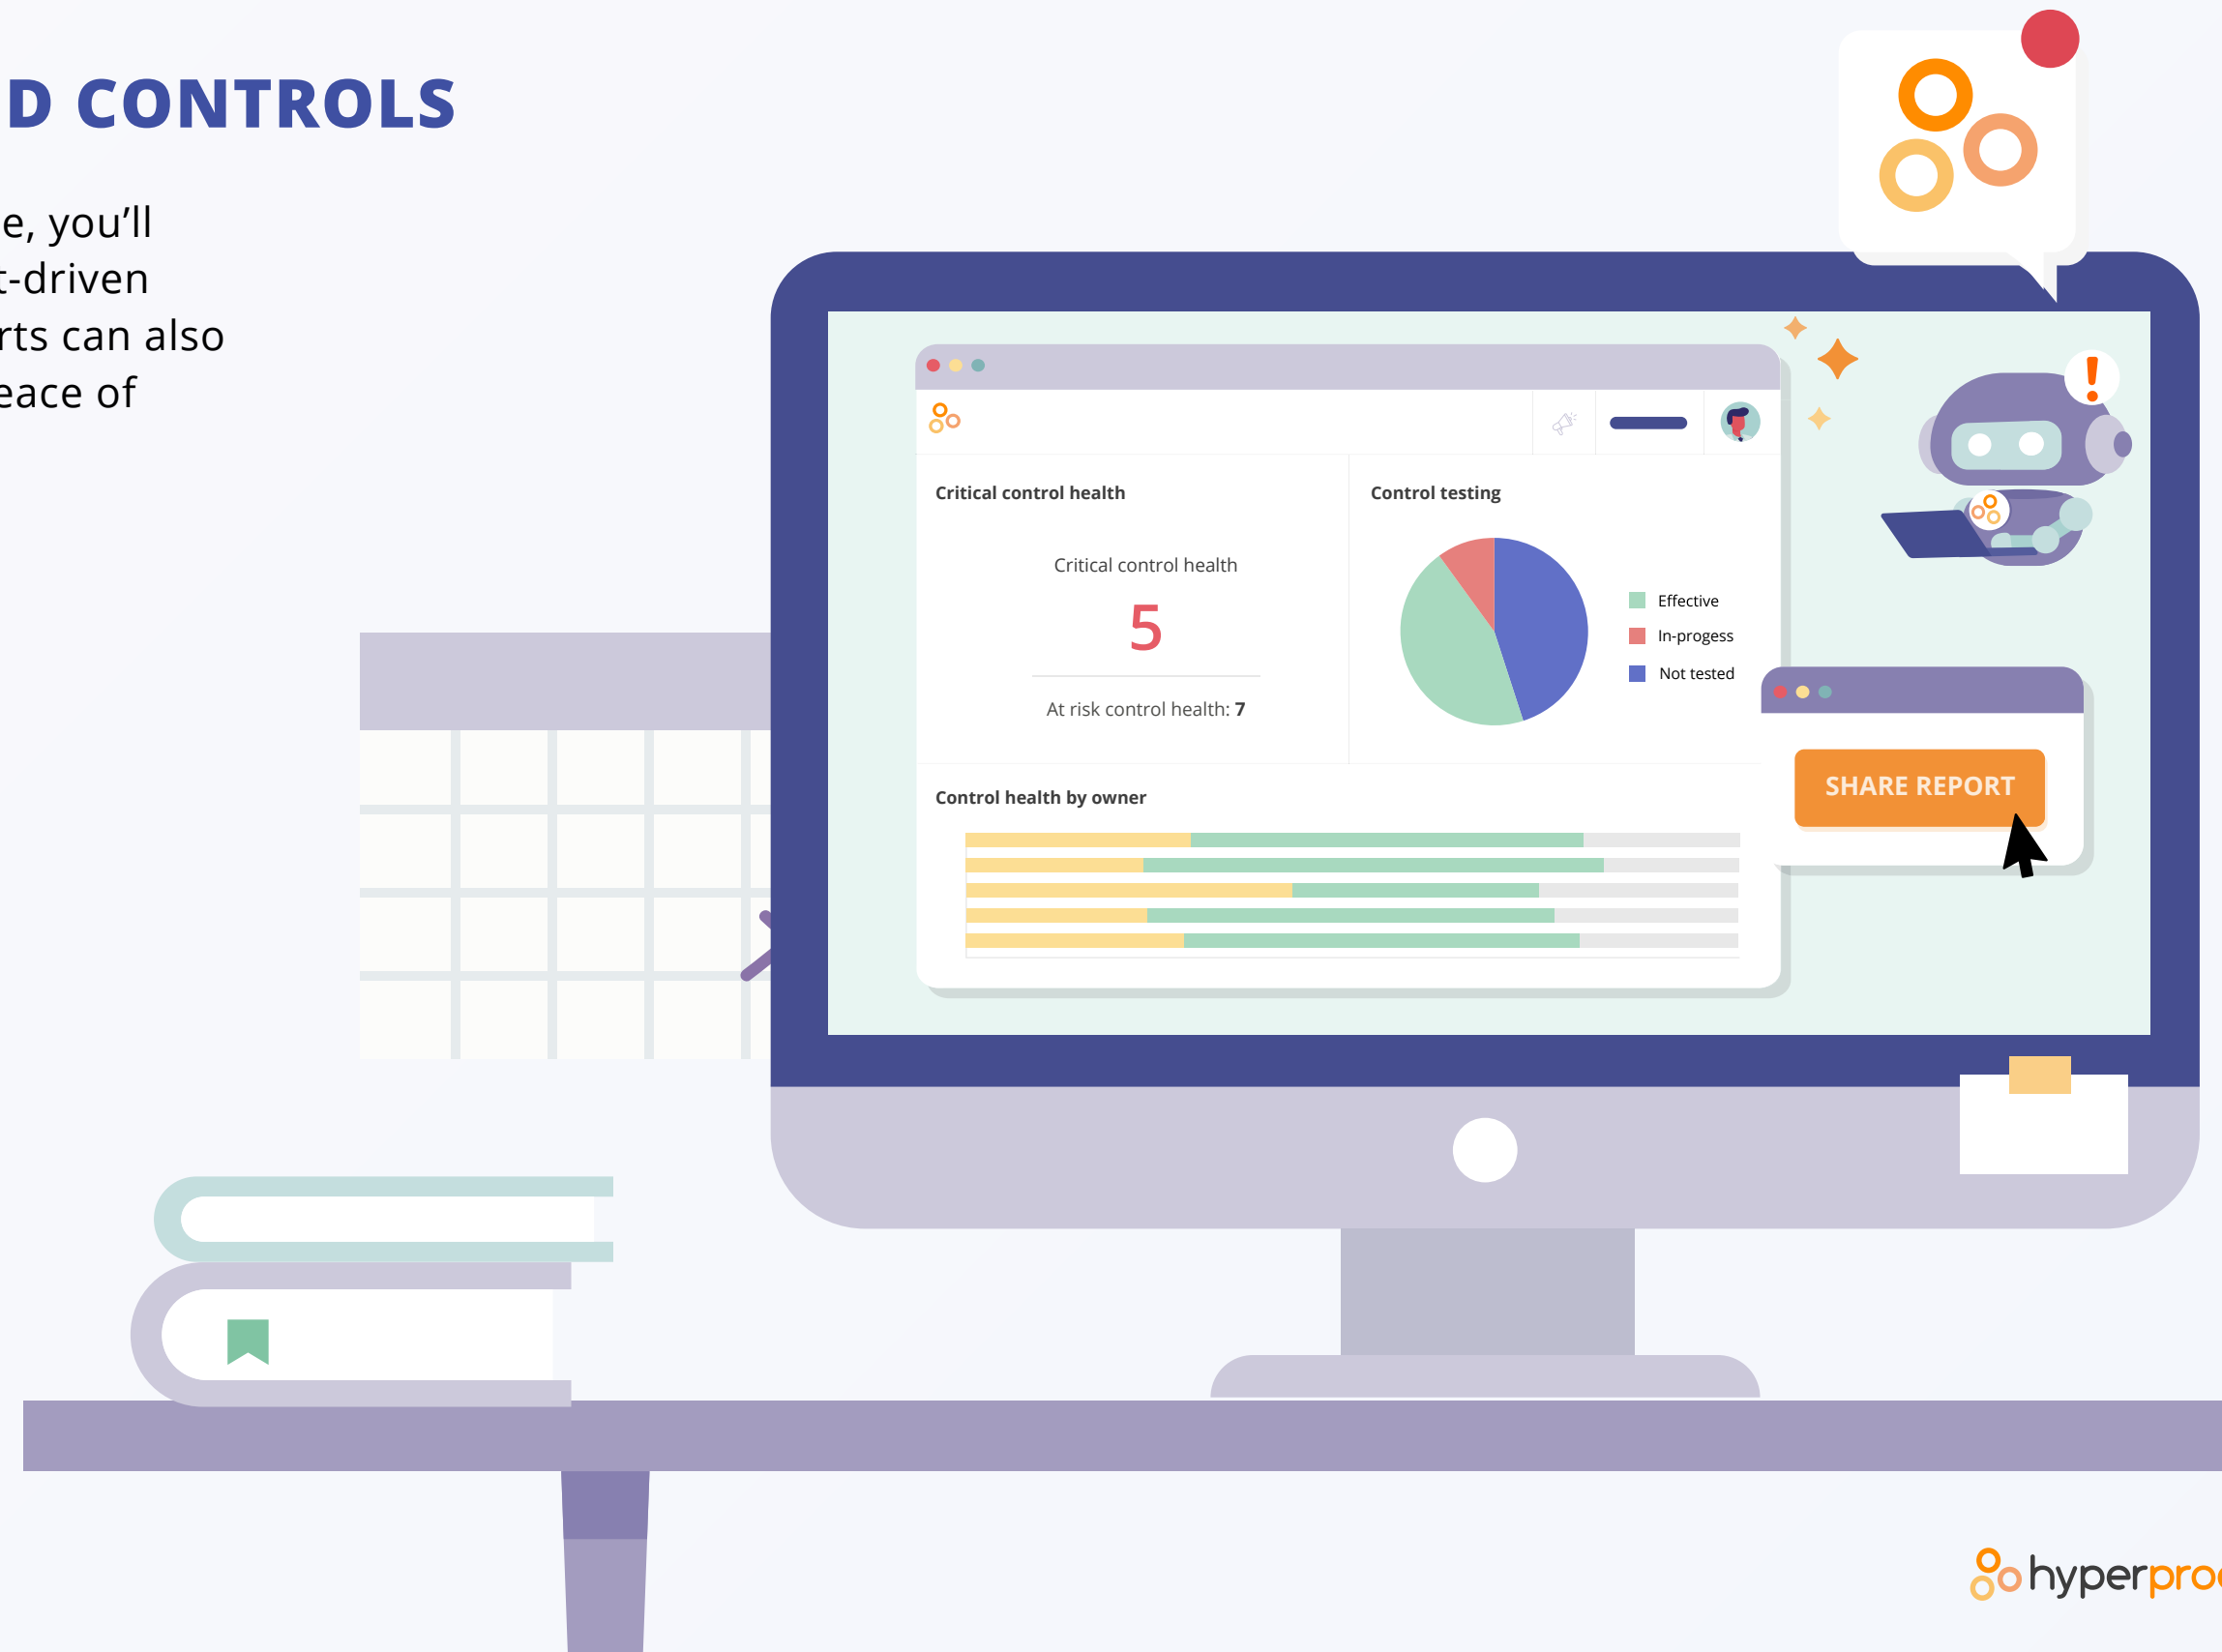 D CONTROLS
e, you’ll
t-driven
rts can also
eace of
Critical control health
Control testing
Critical control health
5
At risk control health: 7
Effective
In-progess
Not tested
SHARE REPORT
Control health by owner
!
hyperproo